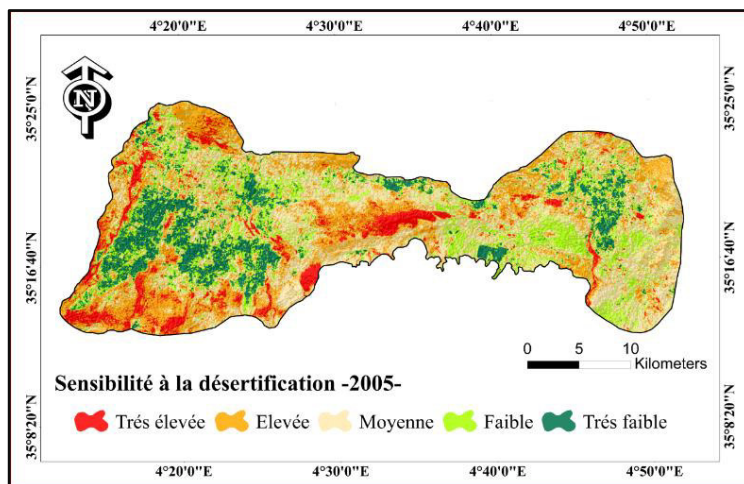 4°20'0"E 4°30'0"E 4°40'0"E 4°50'0"E
35°25'0"N
35°25'0"N
N
35°16'40"N
35°16'40"N
0 5 10
Kilometers
Sensibilité à la désertification -2005-
Trés élevée Elevée Moyenne Faible Trés faible
35°8'20"N
35°8'20"N
4°20'0"E 4°30'0"E 4°40'0"E 4°50'0"E